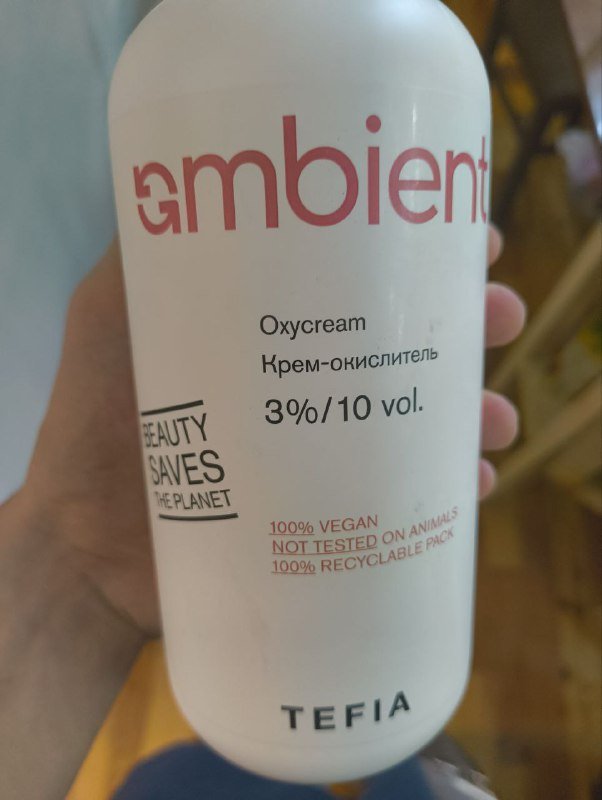 ambient
Oxycream
Крем-окислитель
3%/10 vol.
BEAUTY
SAVES
THE PLANET
100% VEGAN
NOT TESTED ON ANIMALS
100% RECYCLABLE PACK
TEFIA